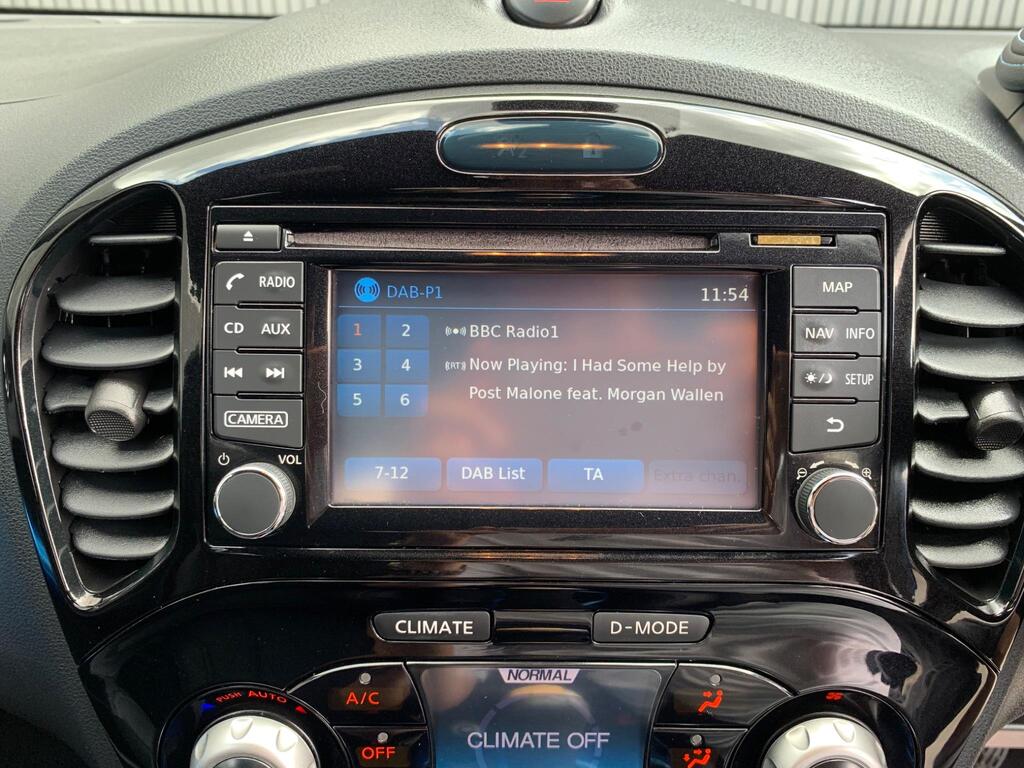 RADIO
CD AUX
CAMERA
VOL
DAB-P1 11:54
1 2
3 4
5 6
BBC Radio1
Now Playing: I Had Some Help by
Post Malone feat. Morgan Wallen
7-12 DAB List TA Extra chan.
MAP
NAV INFO
SETUP
CLIMATE D-MODE
NORMAL
PUSH AUTO
A/C
OFF
CLIMATE OFF